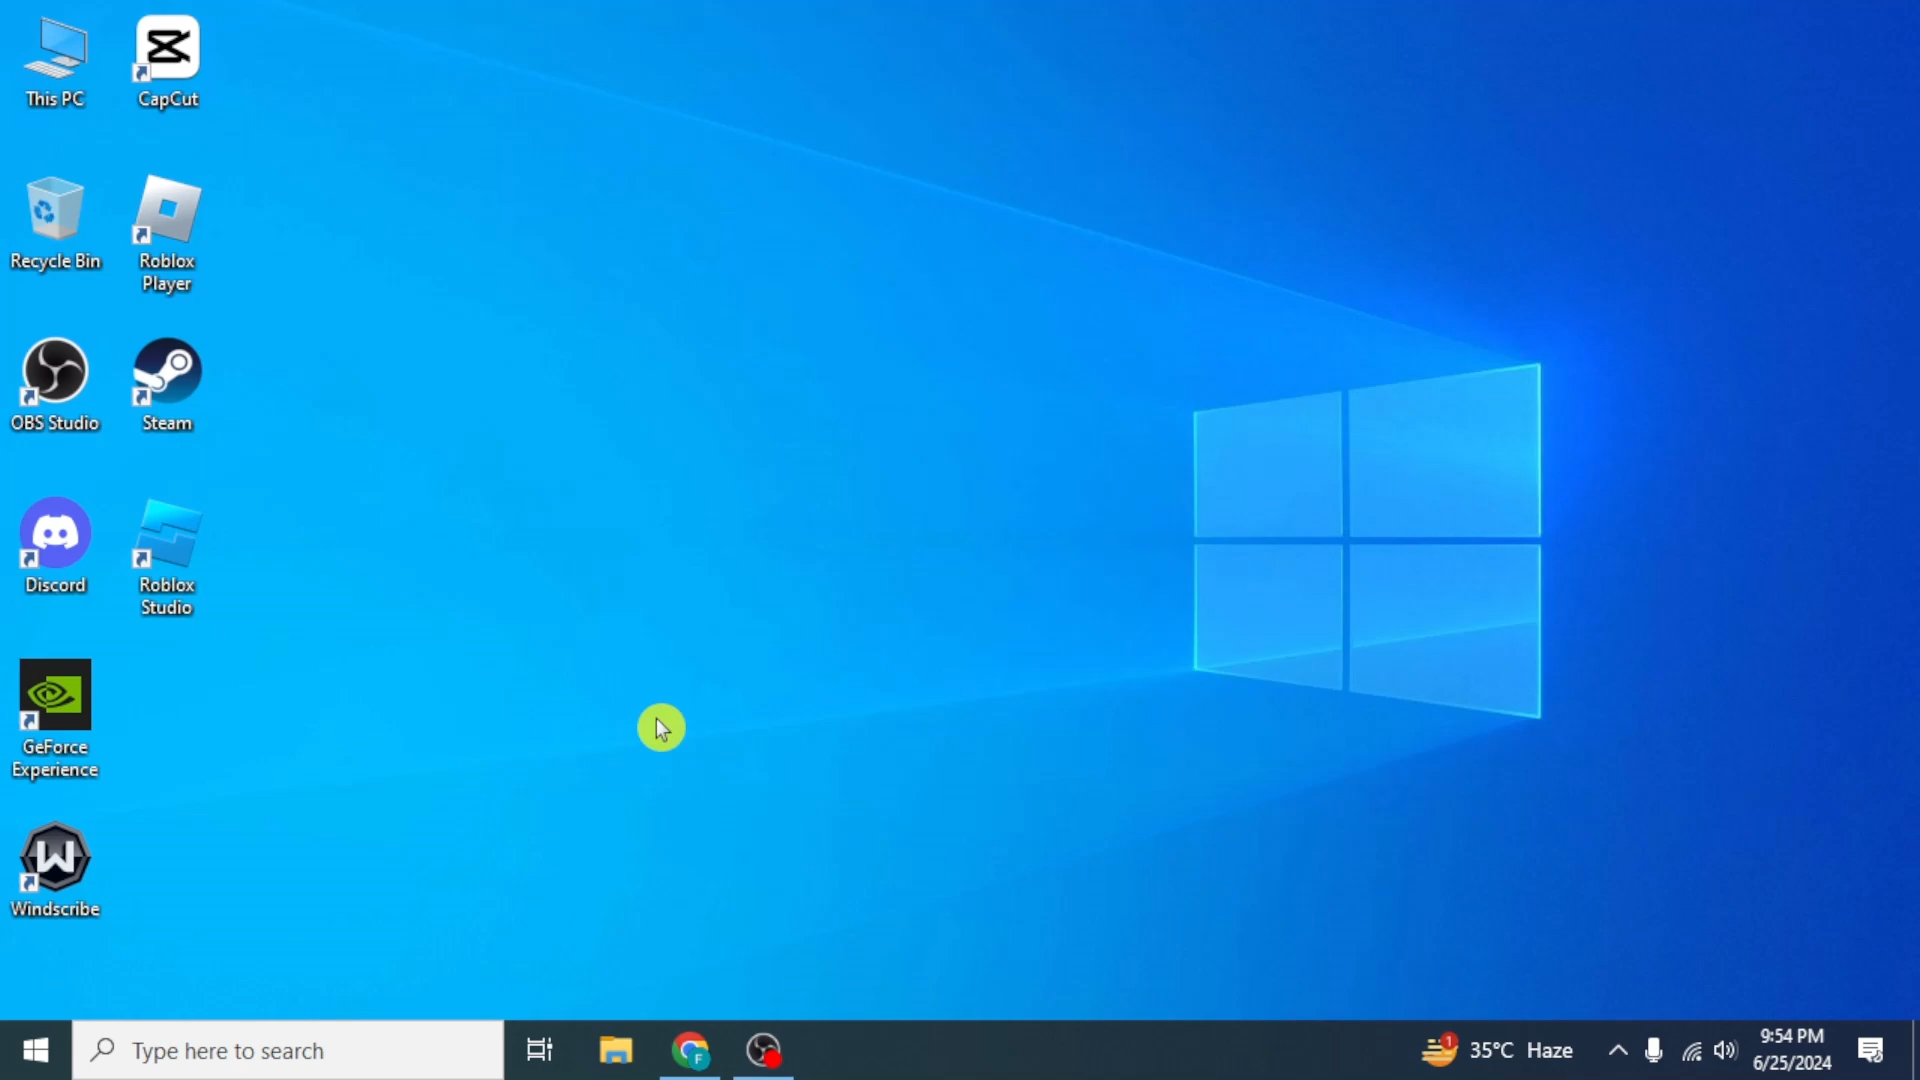 This PC
CapCut
Recycle Bin
Roblox
Player
OBS Studio
Steam
Discord
Roblox
Studio
GeForce
Experience
Windscribe
Type here to search
F
1
35°C Haze
9:54 PM
6/25/2024